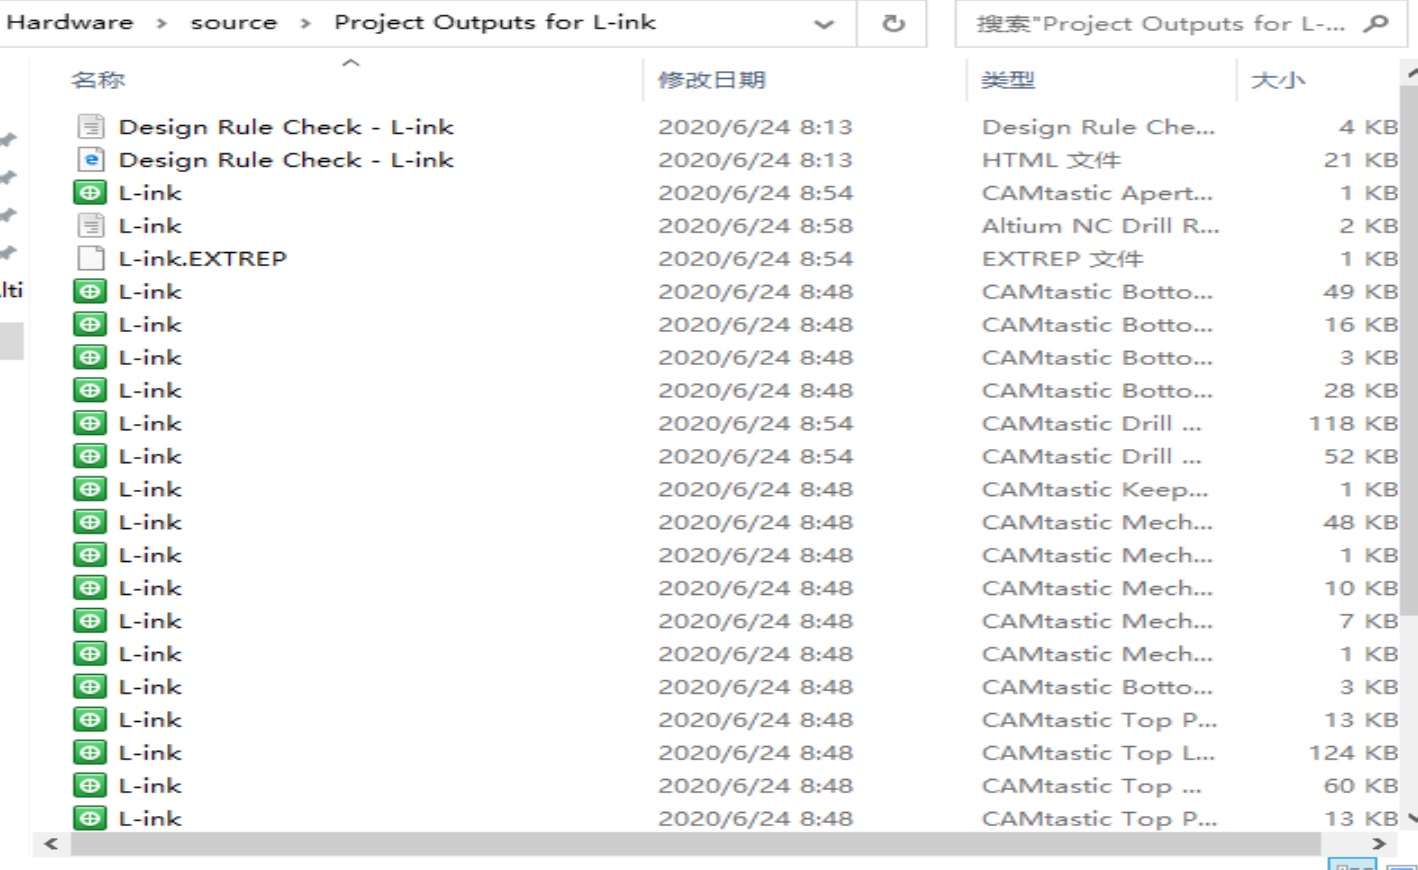 Hardware › source › Project Outputs for L-ink 搜索"Project Outputs for L-...
名称 修改日期 类型 大小
Design Rule Check - L-ink 2020/6/24 8:13 Design Rule Che... 4 KB
Design Rule Check - L-ink 2020/6/24 8:13 HTML 文件 21 KB
L-ink 2020/6/24 8:54 CAMtastic Apert... 1 KB
L-ink 2020/6/24 8:58 Altium NC Drill R... 2 KB
L-ink.EXTREP 2020/6/24 8:54 EXTREP 文件 1 KB
lti L-ink 2020/6/24 8:48 CAMtastic Botto... 49 KB
L-ink 2020/6/24 8:48 CAMtastic Botto... 16 KB
L-ink 2020/6/24 8:48 CAMtastic Botto... 3 KB
L-ink 2020/6/24 8:48 CAMtastic Botto... 28 KB
L-ink 2020/6/24 8:54 CAMtastic Drill ... 118 KB
L-ink 2020/6/24 8:54 CAMtastic Drill ... 52 KB
L-ink 2020/6/24 8:48 CAMtastic Keep... 1 KB
L-ink 2020/6/24 8:48 CAMtastic Mech... 48 KB
L-ink 2020/6/24 8:48 CAMtastic Mech... 1 KB
L-ink 2020/6/24 8:48 CAMtastic Mech... 10 KB
L-ink 2020/6/24 8:48 CAMtastic Mech... 7 KB
L-ink 2020/6/24 8:48 CAMtastic Mech... 1 KB
L-ink 2020/6/24 8:48 CAMtastic Botto... 3 KB
L-ink 2020/6/24 8:48 CAMtastic Top P... 13 KB
L-ink 2020/6/24 8:48 CAMtastic Top L... 124 KB
L-ink 2020/6/24 8:48 CAMtastic Top ... 60 KB
L-ink 2020/6/24 8:48 CAMtastic Top P... 13 KB